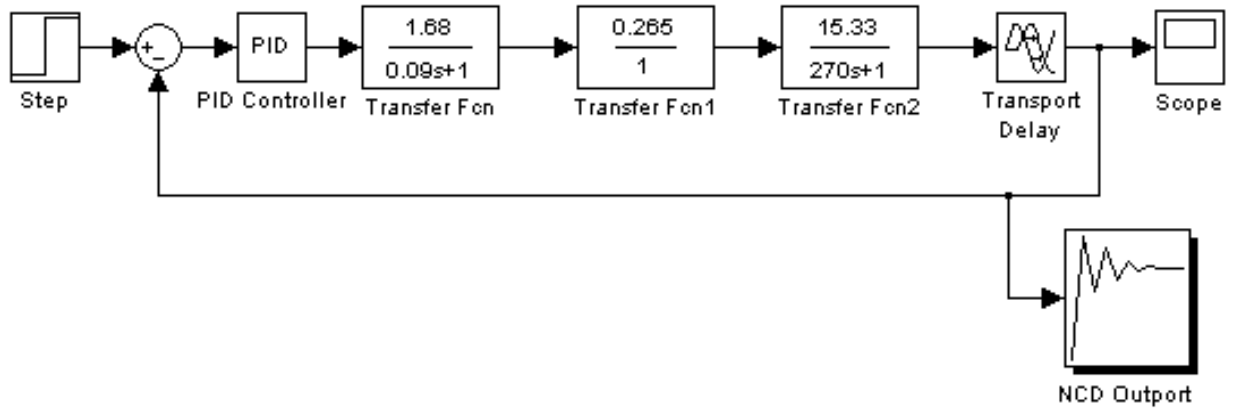 +
−
PID
1.68
0.09s+1
0.265
1
15.33
270s+1
Step
PID Controller
Transfer Fcn
Transfer Fcn1
Transfer Fcn2
Transport
Delay
Scope
NCD Outport